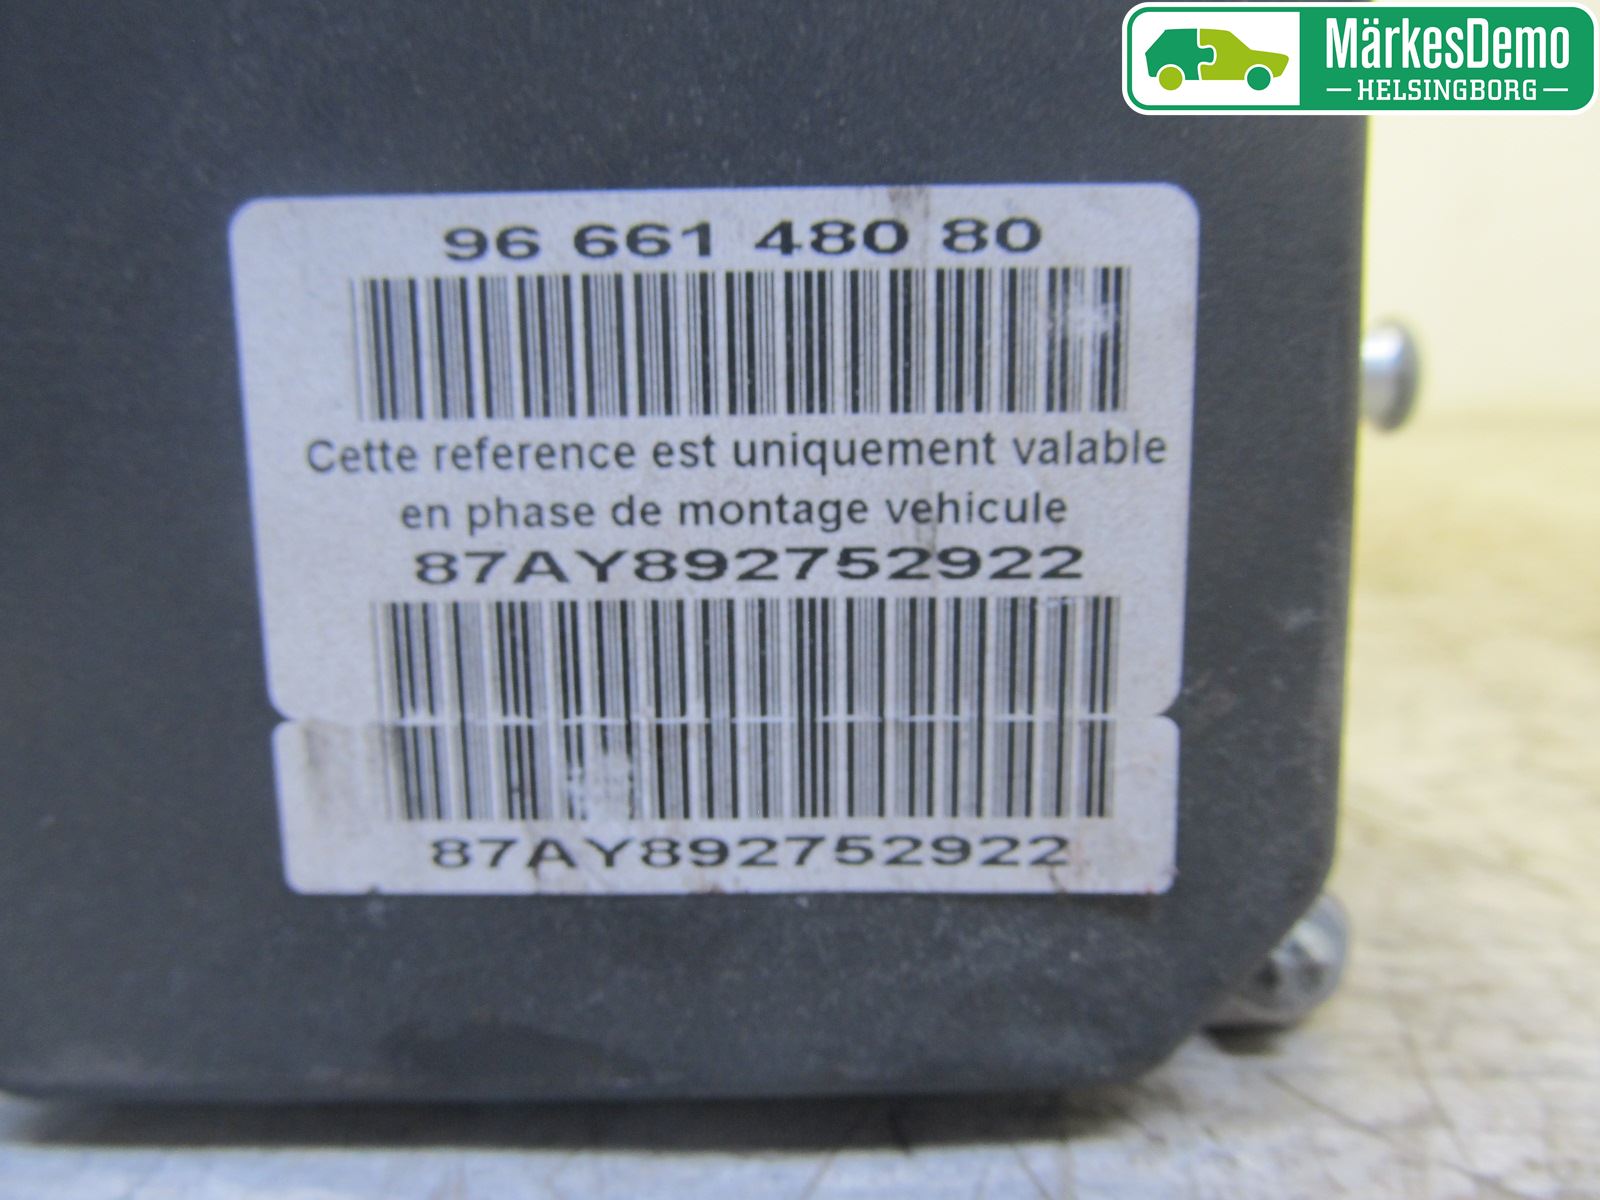 MärkesDemo
HELSINGBORG
96 661 480 80
Cette reference est uniquement valable
en phase de montage vehicule
87AY892752922
87AY892752922